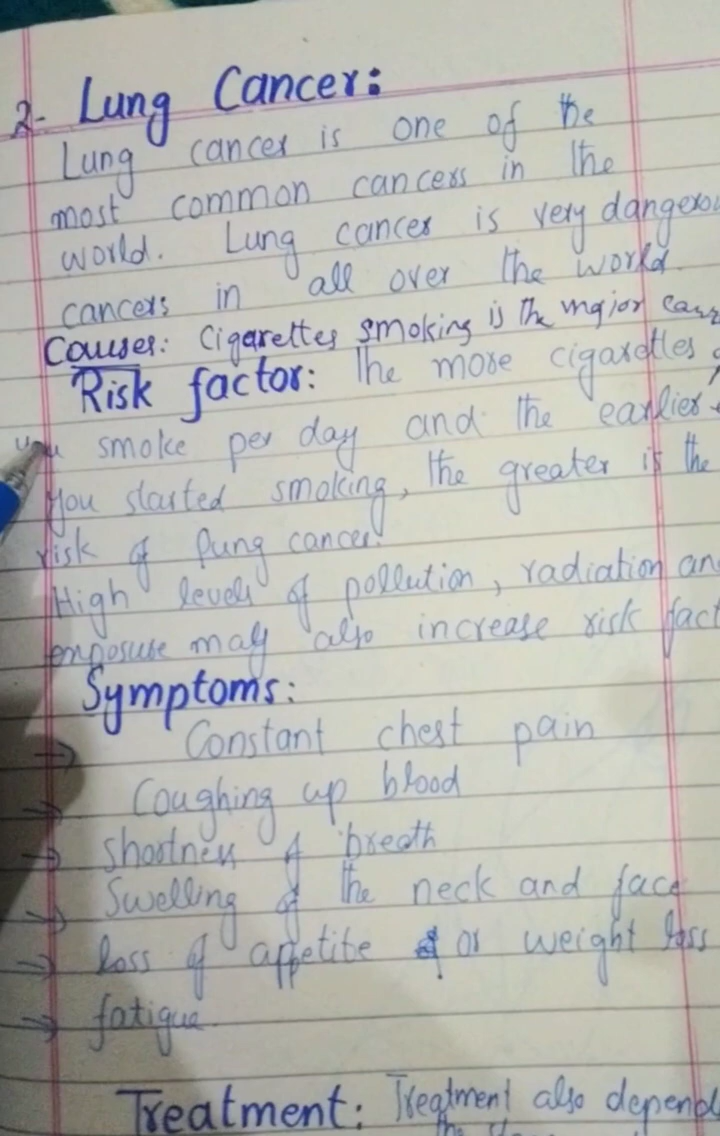 2- Lung Cancer:
Lung cancer is one of the
most common cancers in the
world. Lung cancer is very dangerou
cancers in all over the world.
Causes: Cigarettes smoking is the major
Risk factor: The more cigarettes
you smoke per day and the earlier
you started smoking, the greater is the
risk of lung cancer.
High levels of pollution, radiation an
exposure may also increase risk fact
Symptoms:
→ Constant chest pain
→ Coughing up blood
→ shortness of breath
→ Swelling of the neck and face
→ loss of appetite or weight loss
→ fatigue
Treatment: Treatment also depend